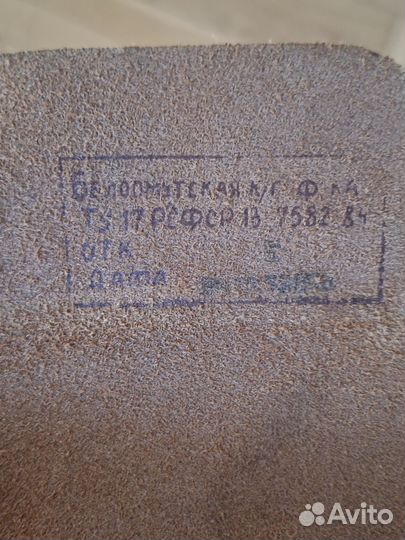 БЕЛООМУТСКАЯ К/Г Ф-КА
ТУ 17 РСФСР 13 7582 84
ОТК 5
ДАТА
Avito